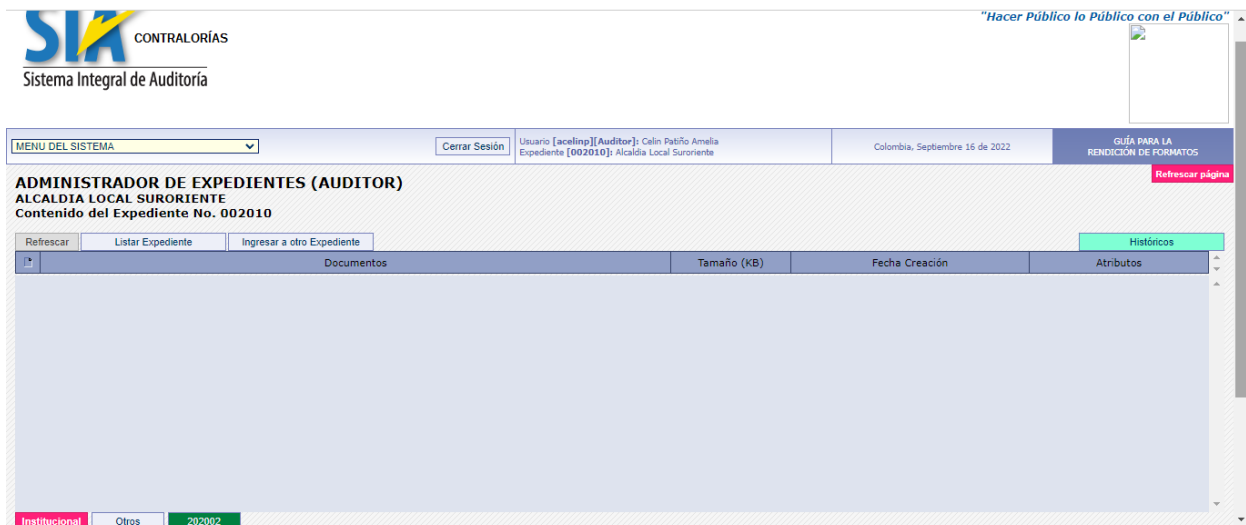 "Hacer Público lo Público con el Público"
SIA CONTRALORÍAS
Sistema Integral de Auditoría
MENU DEL SISTEMA
Cerrar Sesión
Usuario [acelinp][Auditor]: Celin Patiño Amelia
Expediente [002010]: Alcaldia Local Suroriente
Colombia, Septiembre 16 de 2022
GUÍA PARA LA
RENDICIÓN DE FORMATOS
Refrescar página
ADMINISTRADOR DE EXPEDIENTES (AUDITOR)
ALCALDIA LOCAL SURORIENTE
Contenido del Expediente No. 002010
Refrescar
Listar Expediente
Ingresar a otro Expediente
Históricos
Documentos
Tamaño (KB)
Fecha Creación
Atributos
Institucional
Otros
202002